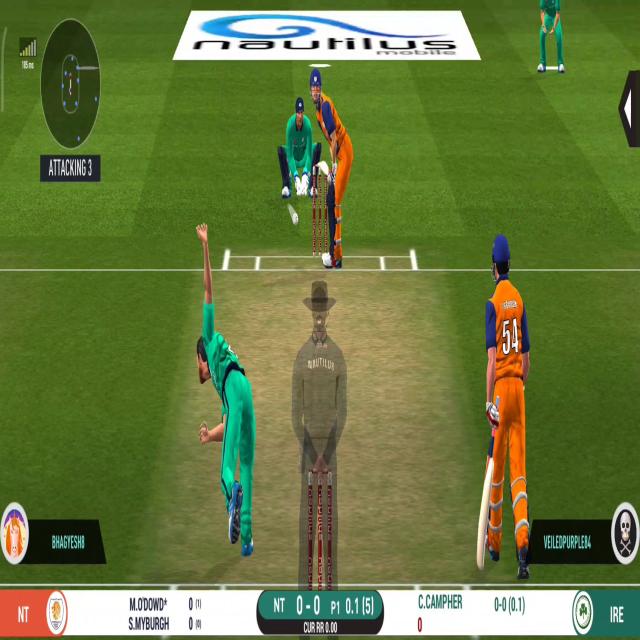 nautilus
mobile
185 ms
ATTACKING 3
NAUTILUS
54
BHAGYESH8
VEILEDPURPLE84
NT
M.O'DOWD* 0 (1)
S.MYBURGH 0 (0)
NT 0-0 P1 0.1 (5)
CUR RR 0.00
C.CAMPHER 0-0 (0.1)
0
IRE